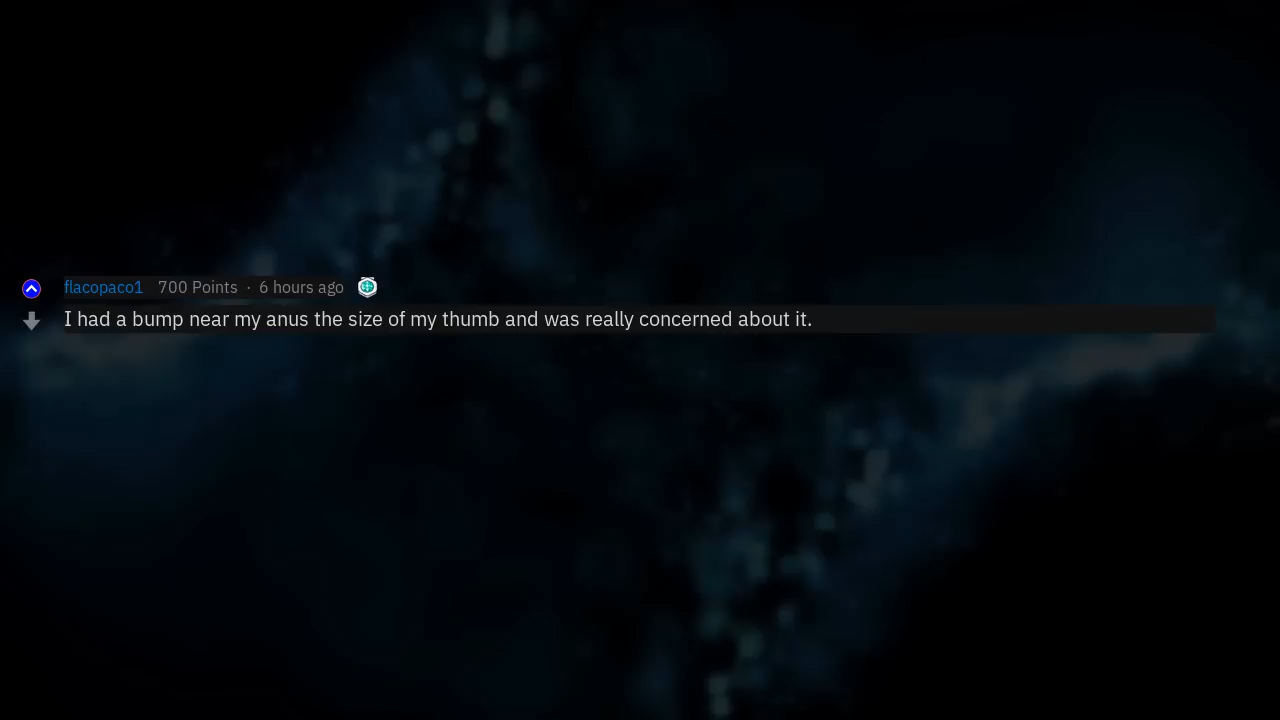 flacopaco1 700 Points · 6 hours ago
I had a bump near my anus the size of my thumb and was really concerned about it.